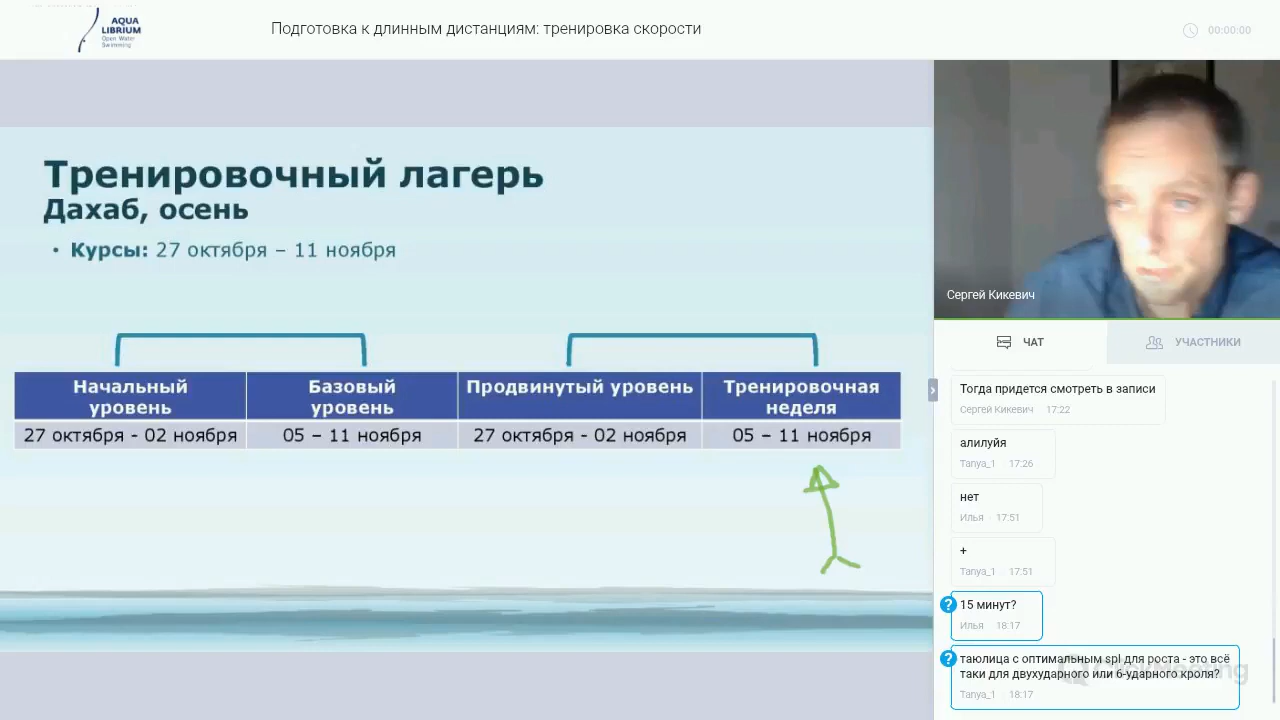 AQUA
LIBRIUM
Open Water
Swimming
Подготовка к длинным дистанциям: тренировка скорости
00:00:00
Тренировочный лагерь
Дахаб, осень
• Курсы: 27 октября – 11 ноября
Начальный уровень
Базовый уровень
Продвинутый уровень
Тренировочная неделя
27 октября - 02 ноября
05 – 11 ноября
27 октября - 02 ноября
05 – 11 ноября
Сергей Кикевич
ЧАТ
УЧАСТНИКИ
Тогда придется смотреть в записи
Сергей Кикевич 17:22
алилуйя
Tanya_1 17:26
нет
Илья 17:51
+
Tanya_1 17:51
? 15 минут?
Илья 18:17
? таюлица с оптимальным spl для роста - это всё
таки для двухударного или 6-ударного кроля?
Tanya_1 18:17